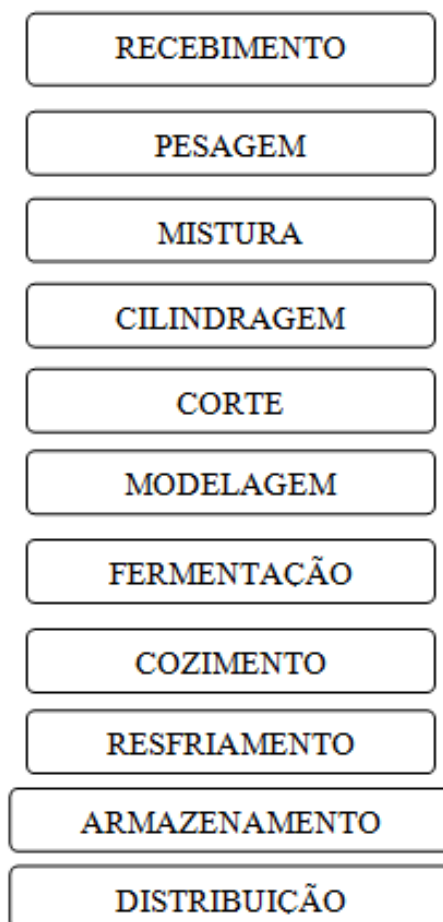 RECEBIMENTO
PESAGEM
MISTURA
CILINDRAGEM
CORTE
MODELAGEM
FERMENTAÇÃO
COZIMENTO
RESFRIAMENTO
ARMAZENAMENTO
DISTRIBUIÇÃO